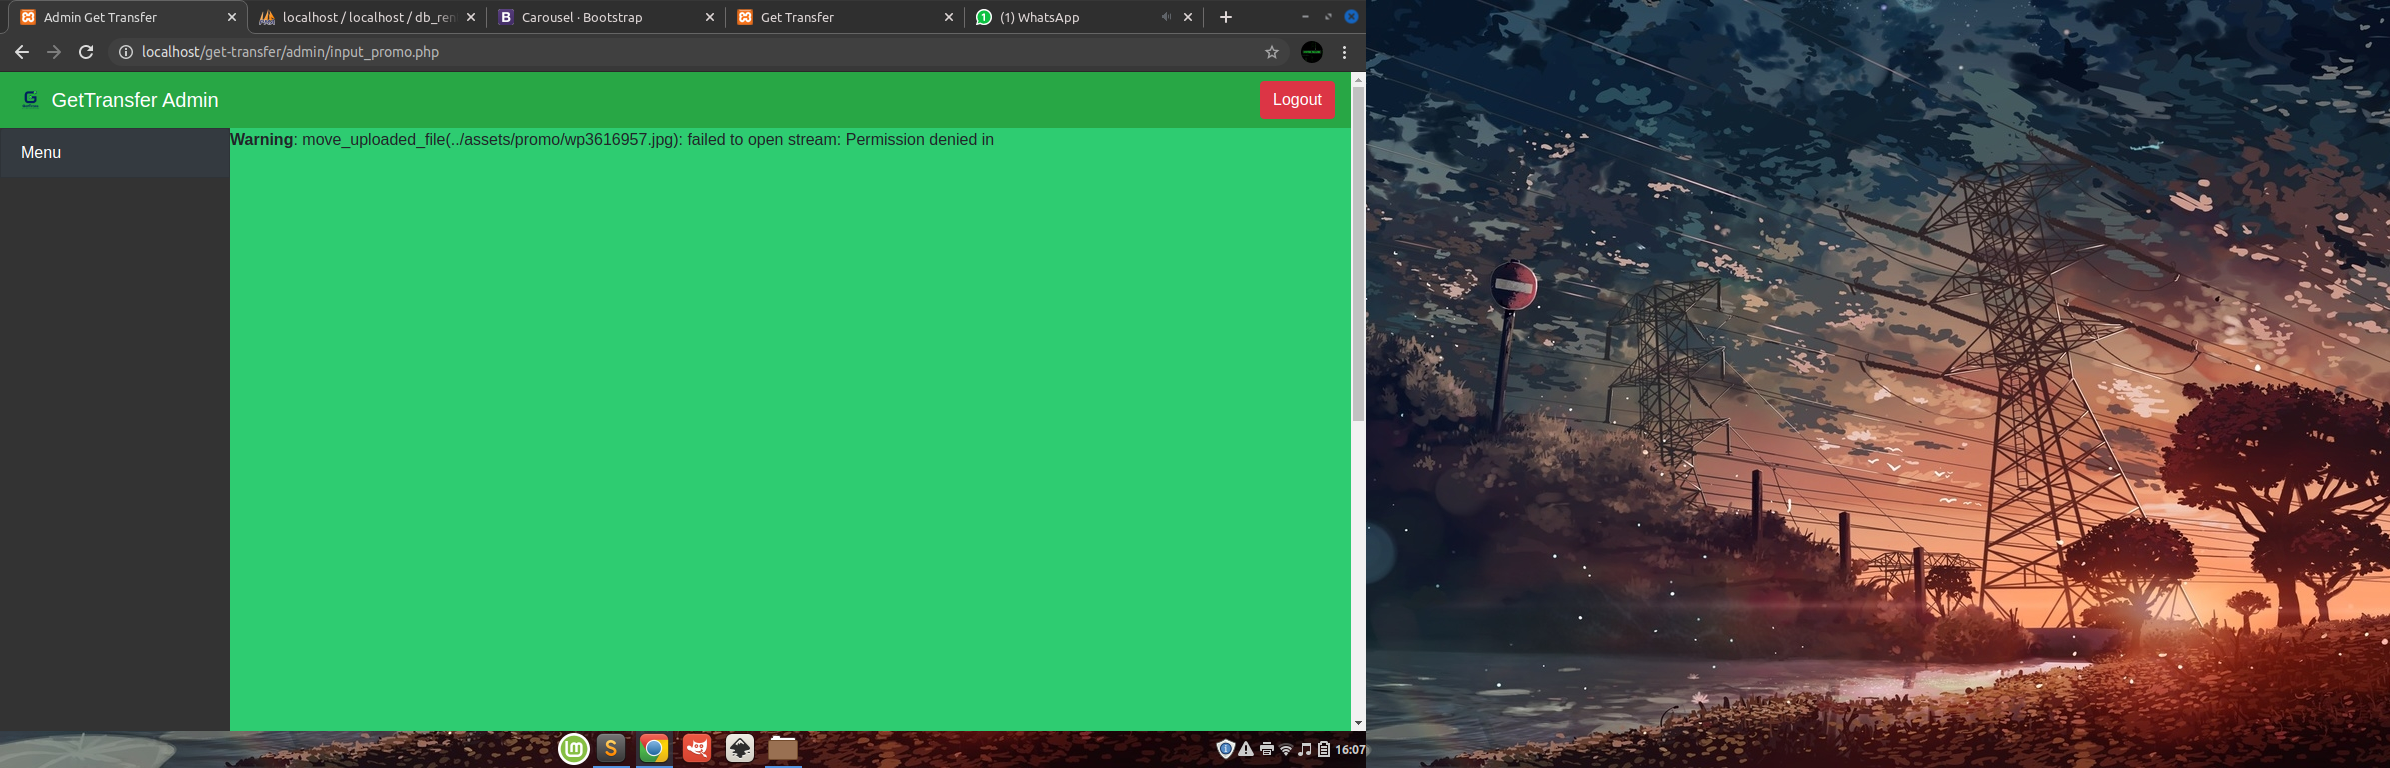 Admin Get Transfer
localhost / localhost / db_ren
Carousel · Bootstrap
Get Transfer
(1) WhatsApp
localhost/get-transfer/admin/input_promo.php
GetTransfer Admin
Logout
Menu
Warning: move_uploaded_file(../assets/promo/wp3616957.jpg): failed to open stream: Permission denied in
16:07